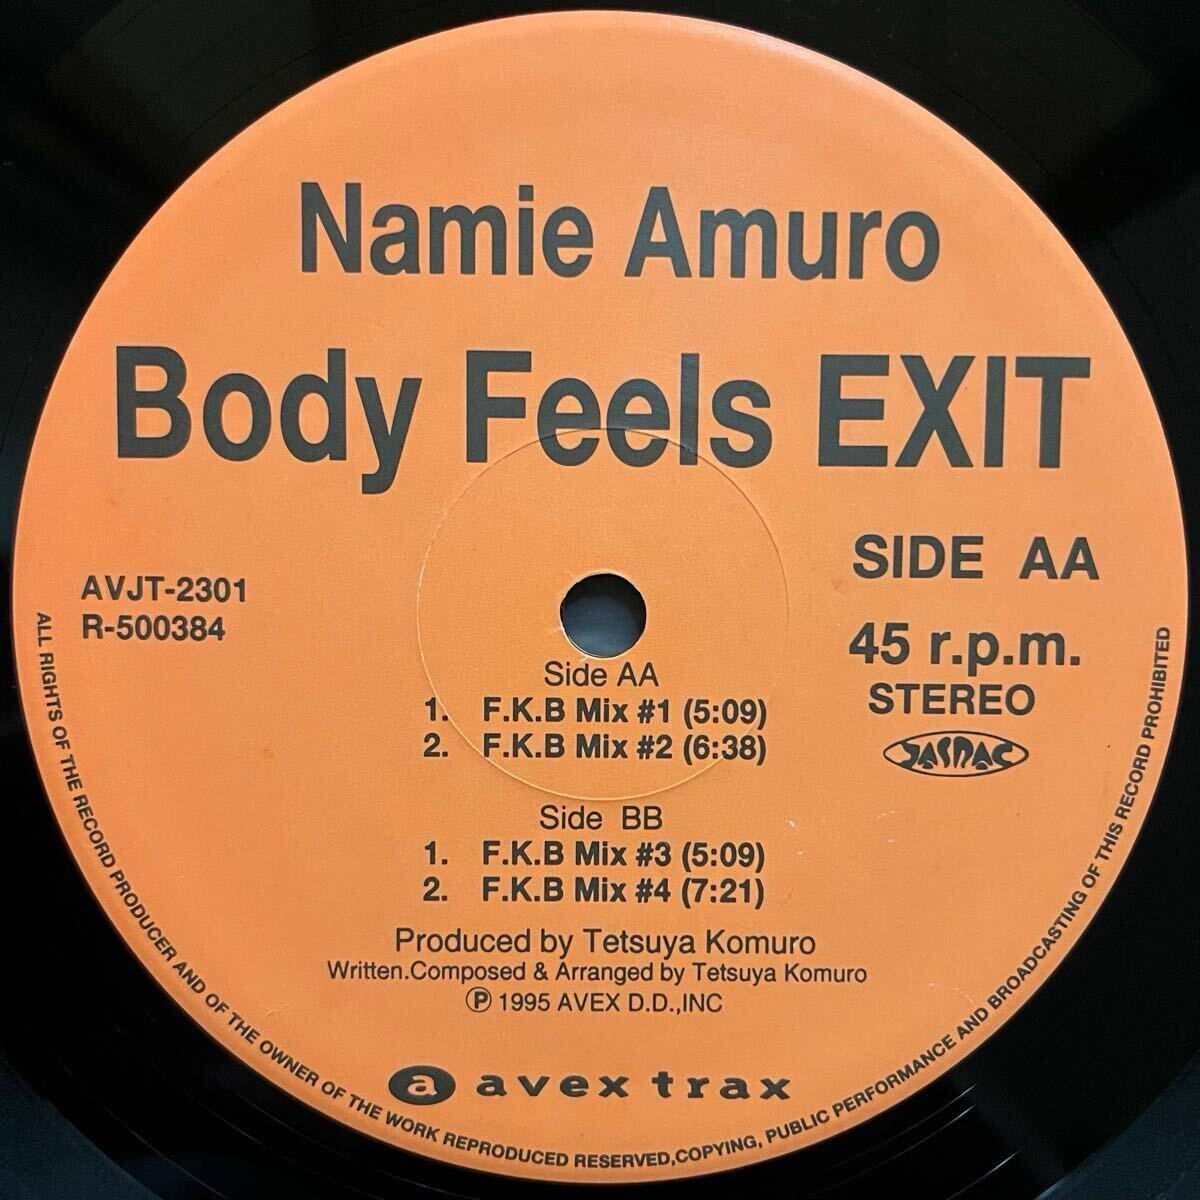 Namie Amuro
Body Feels EXIT
SIDE AA
AVJT-2301
R-500384
45 r.p.m.
STEREO
JASRAC
Side AA
1. F.K.B Mix #1 (5:09)
2. F.K.B Mix #2 (6:38)
Side BB
1. F.K.B Mix #3 (5:09)
2. F.K.B Mix #4 (7:21)
Produced by Tetsuya Komuro
Written.Composed & Arranged by Tetsuya Komuro
Ⓟ 1995 AVEX D.D.,INC
a avex trax
ALL RIGHTS OF THE RECORD PRODUCER AND OF THE OWNER OF THE WORK REPRODUCED RESERVED,COPYING, PUBLIC PERFORMANCE AND BROADCASTING OF THIS RECORD PROHIBITED